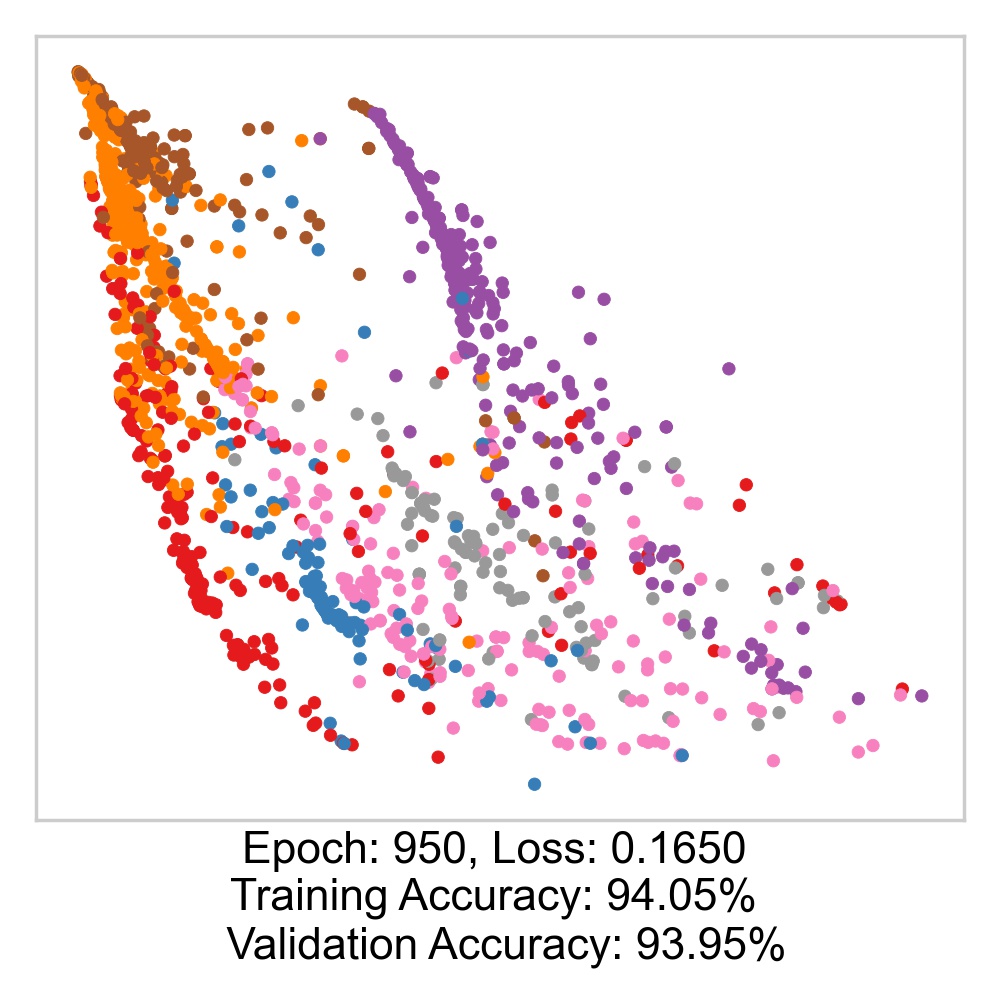 Epoch: 950, Loss: 0.1650
Training Accuracy: 94.05%
Validation Accuracy: 93.95%